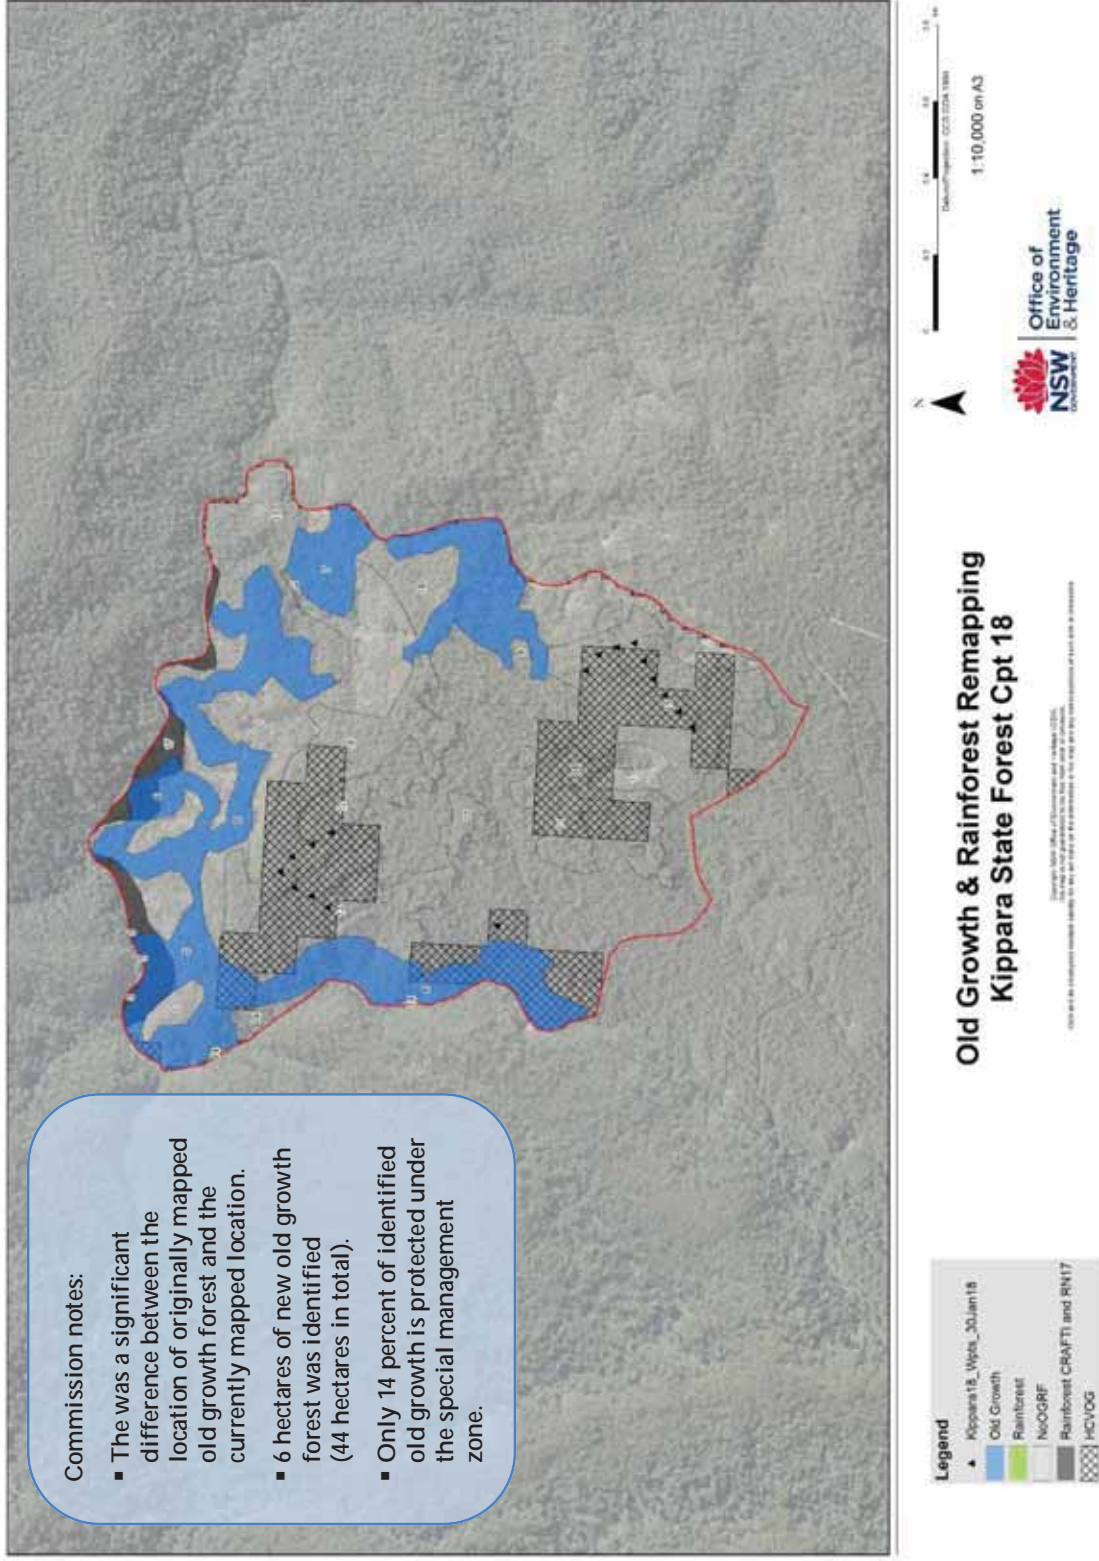 Commission notes:
▪ The was a significant
difference between the
location of originally mapped
old growth forest and the
currently mapped location.
▪ 6 hectares of new old growth
forest was identified
(44 hectares in total).
▪ Only 14 percent of identified
old growth is protected under
the special management
zone.
Legend
Kippara18_Wpts_30Jan18
Old Growth
Rainforest
NoOGRF
Rainforest CRAFTI and RN17
HCVOG
Old Growth & Rainforest Remapping
Kippara State Forest Cpt 18
N
1:10,000 on A3
NSW
GOVERNMENT
Office of
Environment
& Heritage